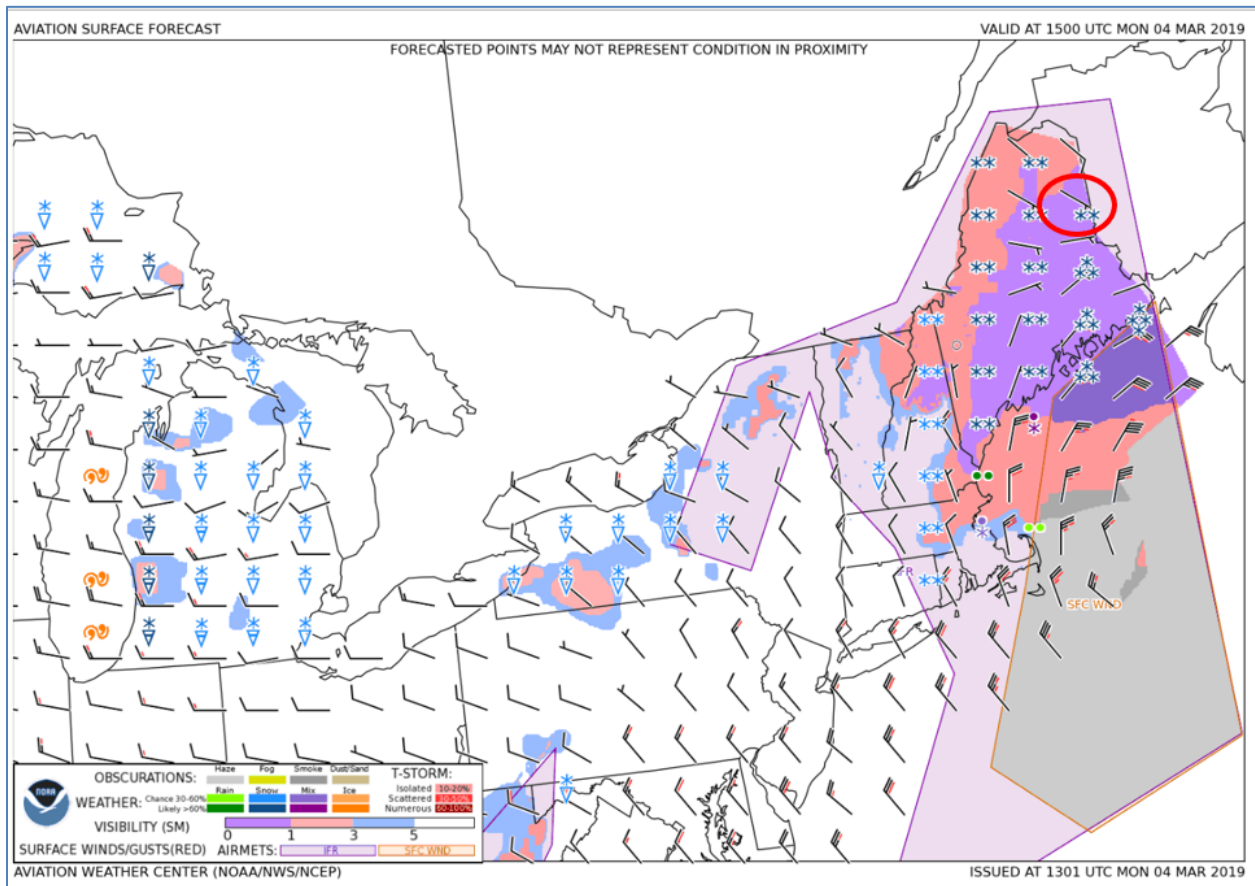 AVIATION SURFACE FORECAST
VALID AT 1500 UTC MON 04 MAR 2019
FORECASTED POINTS MAY NOT REPRESENT CONDITION IN PROXIMITY
IFR
SFC WND
NOAA
OBSCURATIONS:
Haze Fog Smoke Dust/Sand
T-STORM:
Rain Snow Mix Ice
WEATHER:
Chance 30-60%
Likely >60%
Isolated 10-20%
Scattered 30-50%
Numerous 60-100%
VISIBILITY (SM)
0 1 3 5
SURFACE WINDS/GUSTS(RED)
AIRMETS: IFR SFC WND
AVIATION WEATHER CENTER (NOAA/NWS/NCEP)
ISSUED AT 1301 UTC MON 04 MAR 2019